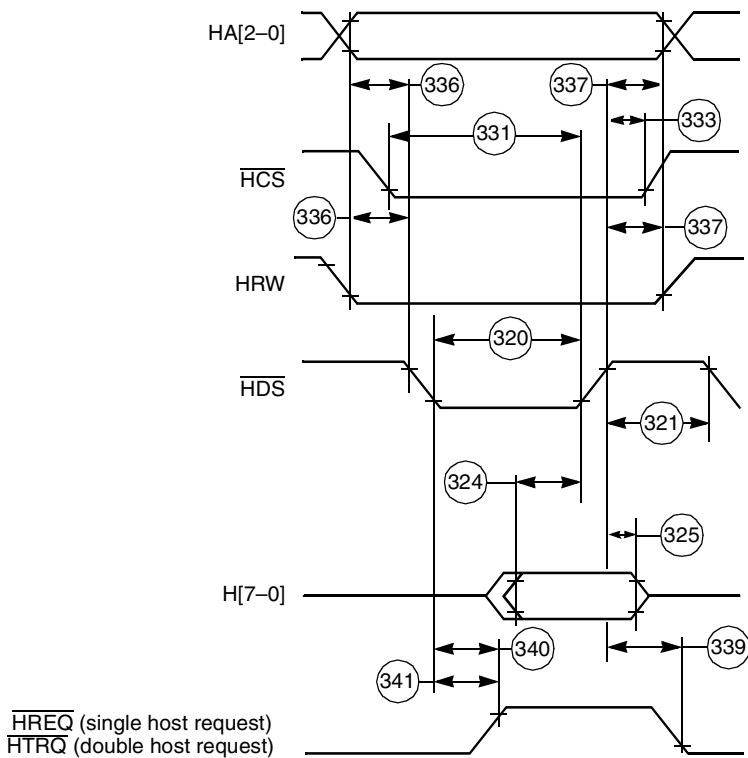 HA[2–0]
336
337
333
331
HCS
336
337
HRW
320
HDS
321
324
325
H[7–0]
340
339
341
HREQ (single host request)
HTRQ (double host request)